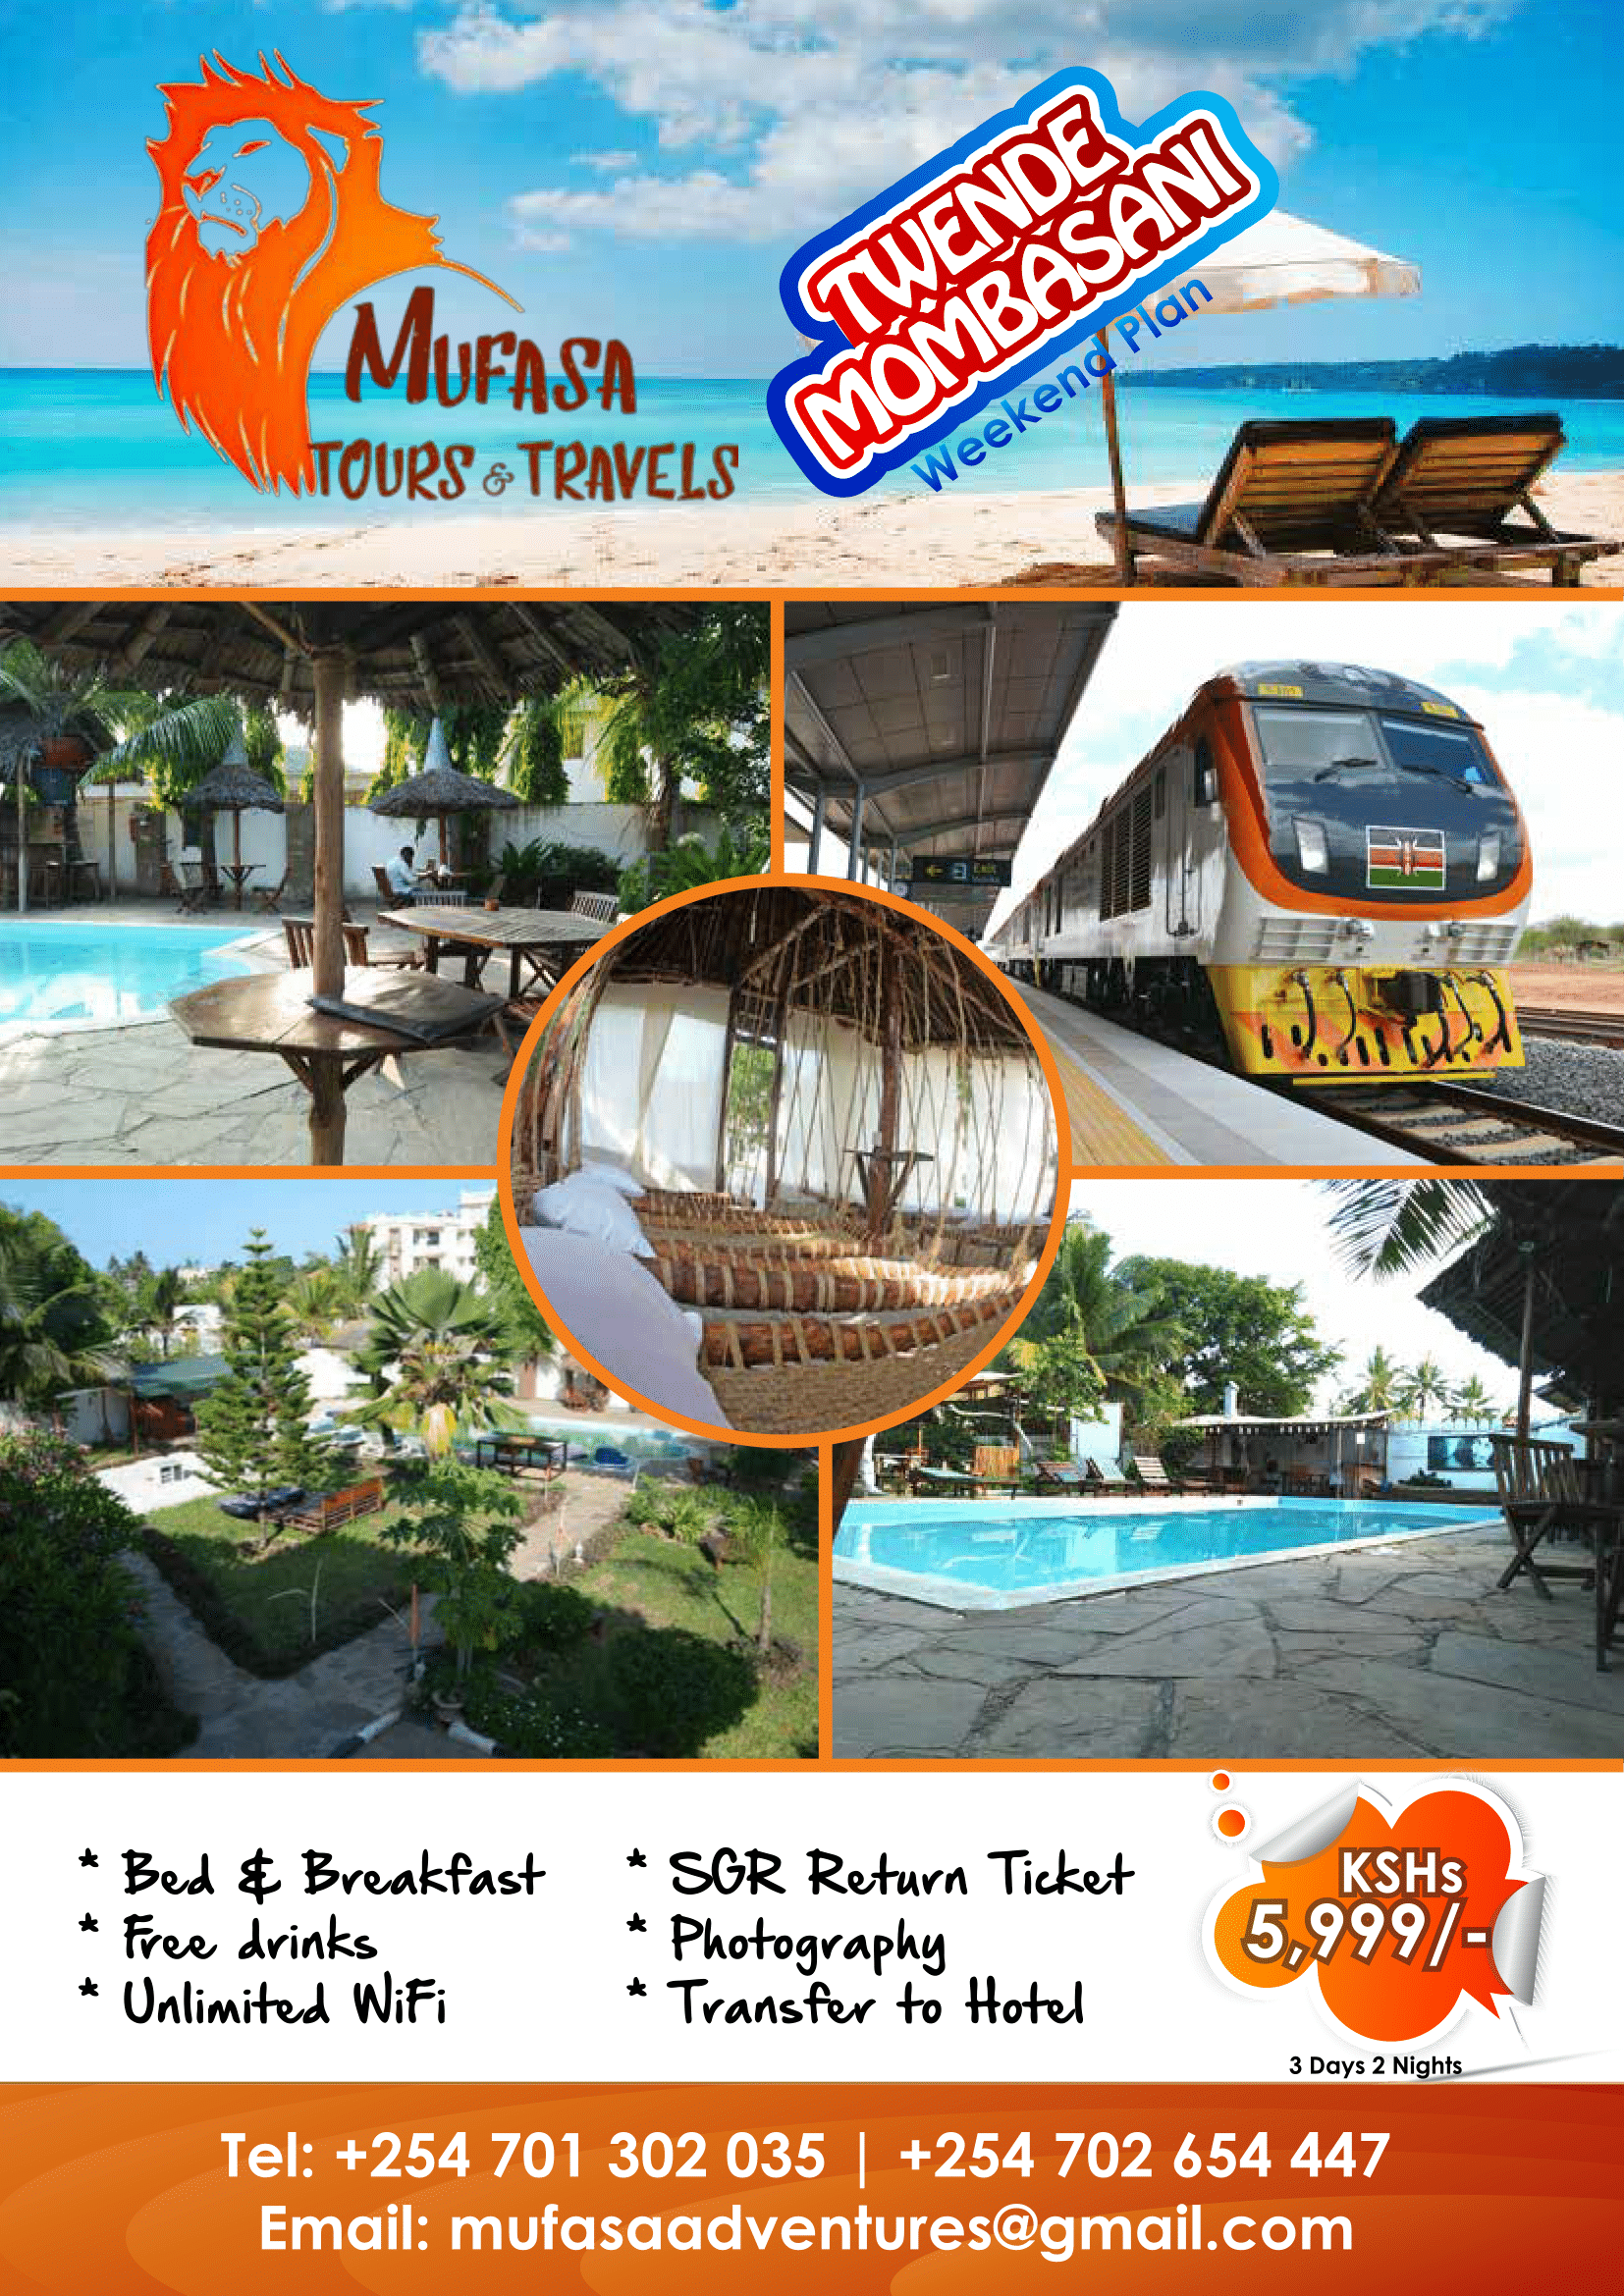 MUFASA
TOURS & TRAVELS
TWENDE
MOMBASANI
Weekend Plan
* Bed & Breakfast
* Free drinks
* Unlimited WiFi
* SGR Return Ticket
* Photography
* Transfer to Hotel
KSHs
5,999/-
3 Days 2 Nights
Tel: +254 701 302 035 | +254 702 654 447
Email: mufasaadventures@gmail.com